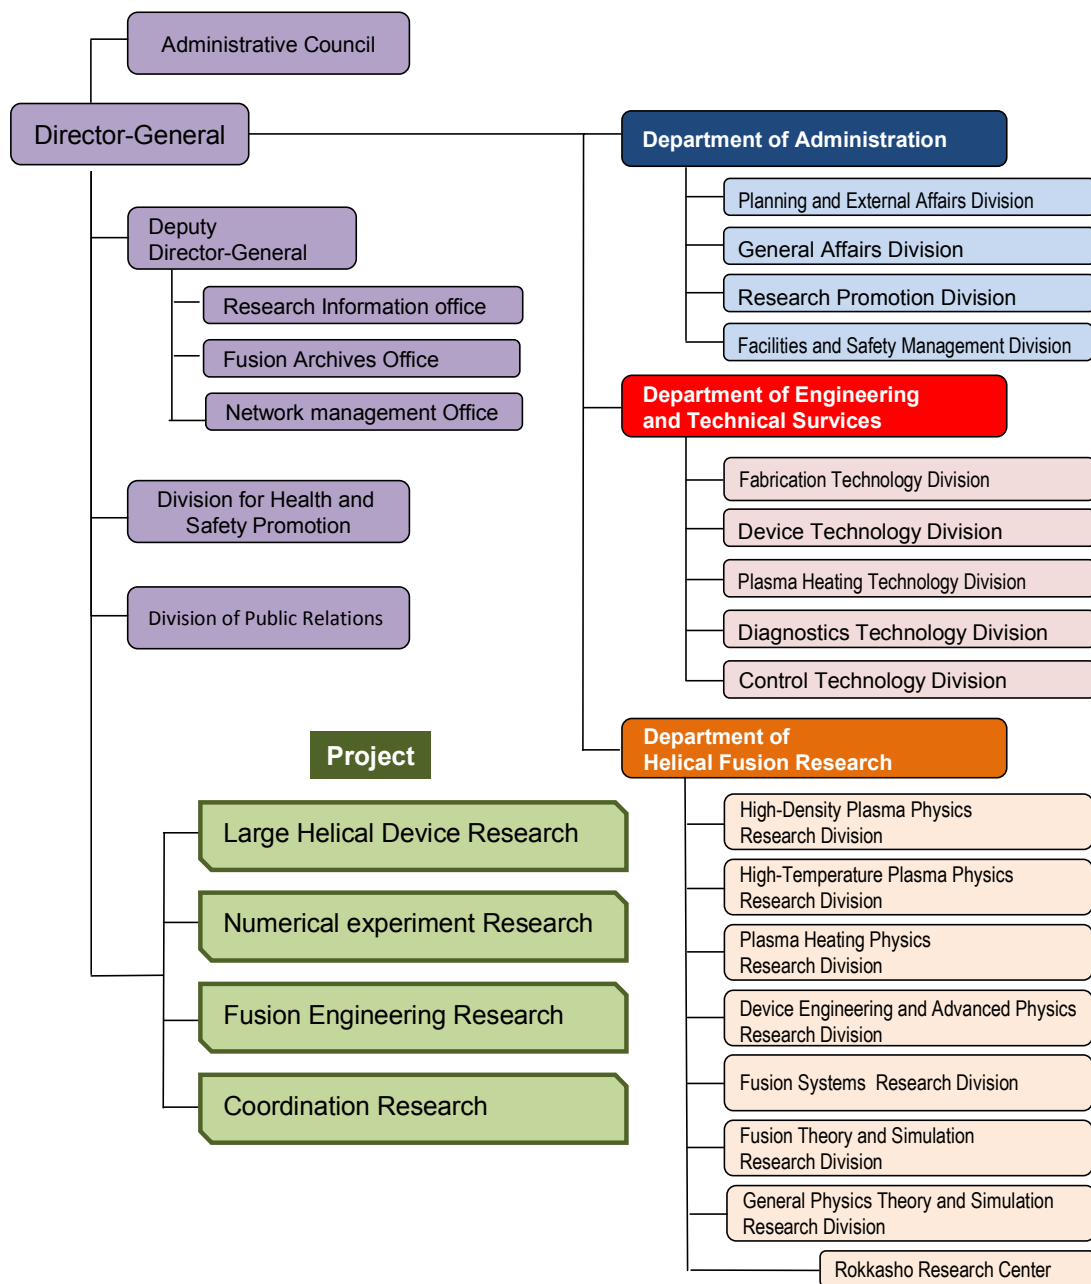 Administrative Council
Director-General
Deputy
Director-General
Research Information office
Fusion Archives Office
Network management Office
Division for Health and
Safety Promotion
Division of Public Relations
Project
Large Helical Device Research
Numerical experiment Research
Fusion Engineering Research
Coordination Research
Department of Administration
Planning and External Affairs Division
General Affairs Division
Research Promotion Division
Facilities and Safety Management Division
Department of Engineering
and Technical Survices
Fabrication Technology Division
Device Technology Division
Plasma Heating Technology Division
Diagnostics Technology Division
Control Technology Division
Department of
Helical Fusion Research
High-Density Plasma Physics
Research Division
High-Temperature Plasma Physics
Research Division
Plasma Heating Physics
Research Division
Device Engineering and Advanced Physics
Research Division
Fusion Systems Research Division
Fusion Theory and Simulation
Research Division
General Physics Theory and Simulation
Research Division
Rokkasho Research Center